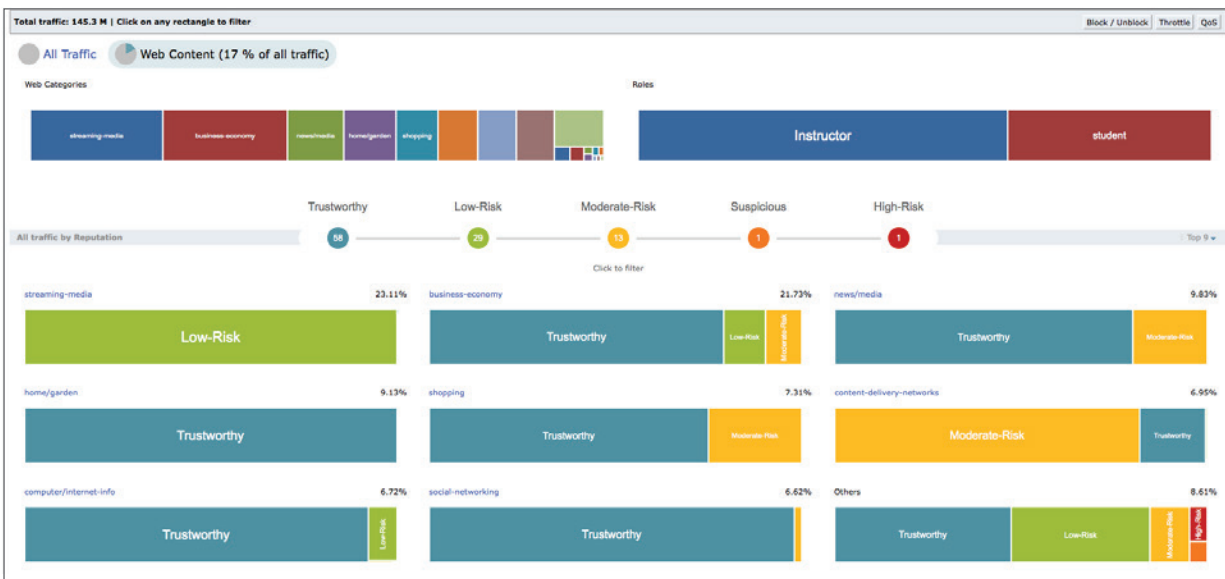 Total traffic: 145.3 M | Click on any rectangle to filter
Block / Unblock Throttle QoS
All Traffic Web Content (17 % of all traffic)
Web Categories Roles
streaming-media business-economy news/media home/garden shopping
Instructor student
Trustworthy Low-Risk Moderate-Risk Suspicious High-Risk
All traffic by Reputation 58 29 13 1 1 Top 9
Click to filter
streaming-media 23.11% business-economy 21.73% news/media 9.83%
Low-Risk Trustworthy Low-Risk Moderate-Risk Trustworthy Moderate-Risk
home/garden 9.13% shopping 7.31% content-delivery-networks 6.95%
Trustworthy Trustworthy Moderate-Risk Moderate-Risk Trustworthy
computer/internet-info 6.72% social-networking 6.62% Others 8.61%
Trustworthy Low-Risk Trustworthy Trustworthy Low-Risk Moderate-Risk High-Risk